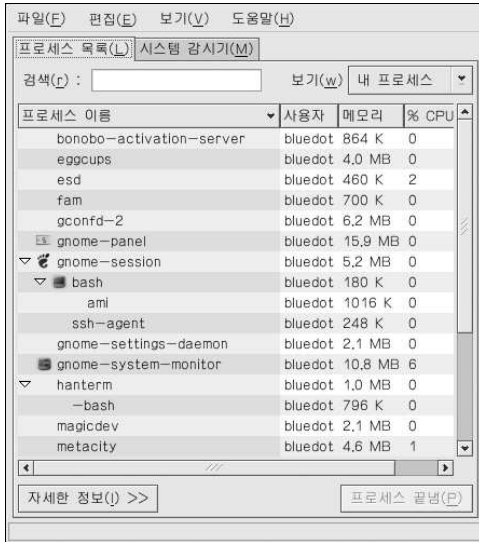 파일(F) 편집(E) 보기(V) 도움말(H)
프로세스 목록(L) 시스템 감시기(M)
검색(r) : 보기(w) 내 프로세스
프로세스 이름 사용자 메모리 % CPU
bonobo-activation-server bluedot 864 K 0
eggcups bluedot 4.0 MB 0
esd bluedot 460 K 2
fam bluedot 700 K 0
gconfd-2 bluedot 6.2 MB 0
gnome-panel bluedot 15.9 MB 0
gnome-session bluedot 5.2 MB 0
bash bluedot 180 K 0
ami bluedot 1016 K 0
ssh-agent bluedot 248 K 0
gnome-settings-daemon bluedot 2.1 MB 0
gnome-system-monitor bluedot 10.8 MB 6
hanterm bluedot 1.0 MB 0
-bash bluedot 796 K 0
magicdev bluedot 2.1 MB 0
metacity bluedot 4.6 MB 1
자세한 정보(I) >> 프로세스 끝냄(P)